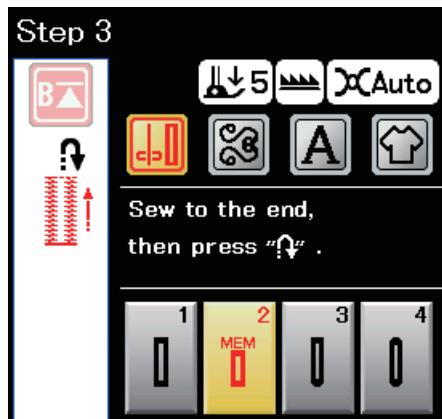 Step 3
B
5
Auto
A
Sew to the end,
then press "".
1
2
3
4
MEM